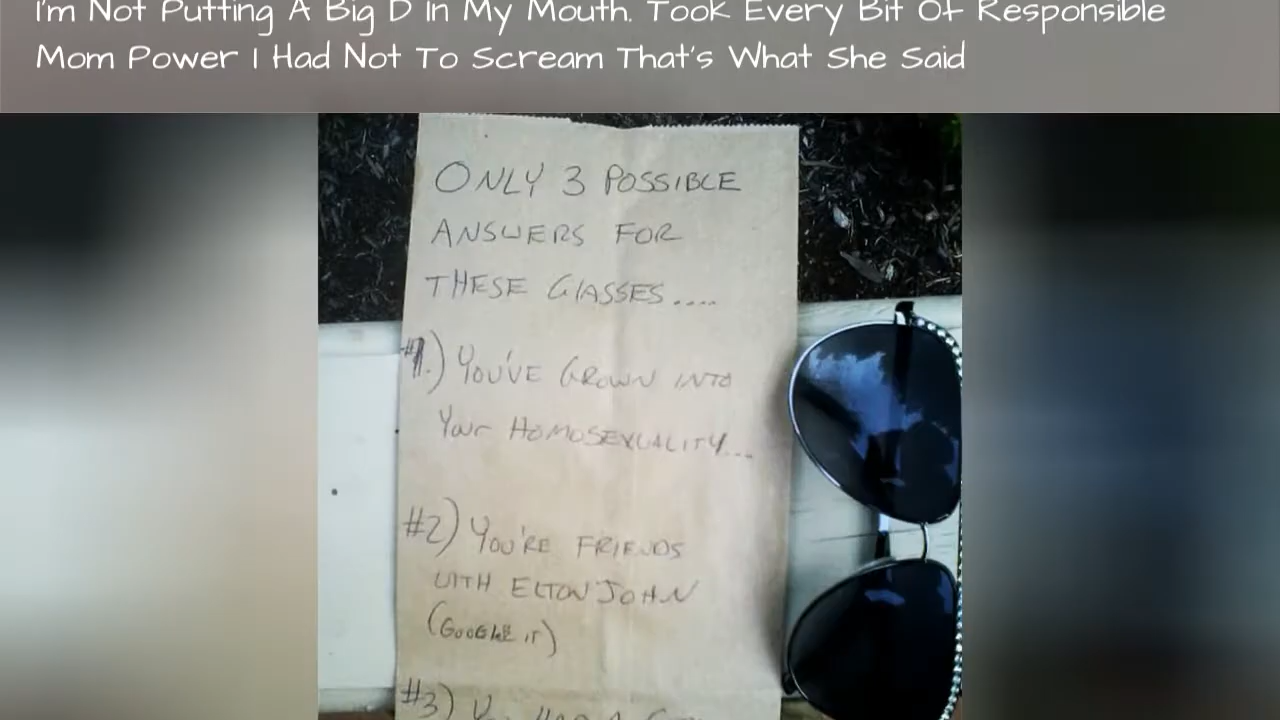 I'm Not Putting A Big D In My Mouth. Took Every Bit Of Responsible
Mom Power I Had Not To Scream That's What She Said
ONLY 3 POSSIBLE
ANSWERS FOR
THESE GLASSES....
#1.) YOU'VE GROWN INTO
Your HOMOSEXUALITY...
#2) YOU'RE FRIENDS
WITH ELTON JOHN
(GOOGLE IT)
#3) YOU HAD A